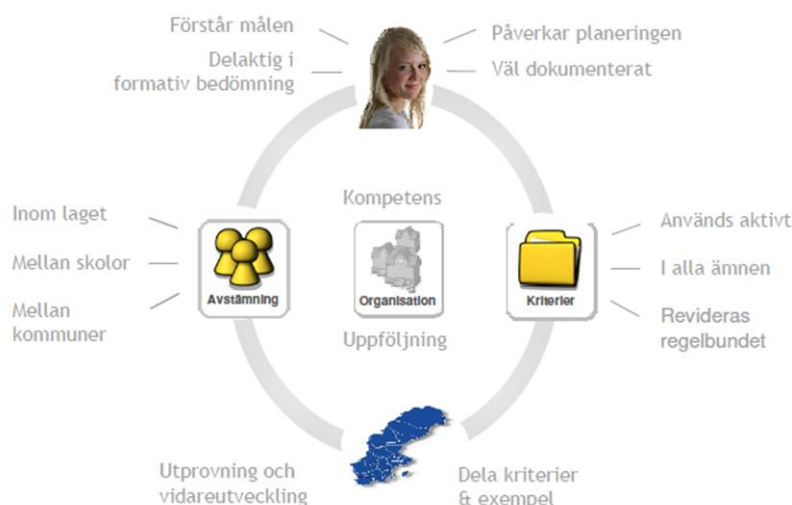 Förstår målen
Delaktig i
formativ bedömning
Påverkar planeringen
Väl dokumenterat
Inom laget
Mellan skolor
Mellan
kommuner
Avstämning
Kompetens
Organisation
Uppföljning
Kriterier
Används aktivt
I alla ämnen
Revideras
regelbundet
Utprovning och
vidareutveckling
Dela kriterier
& exempel